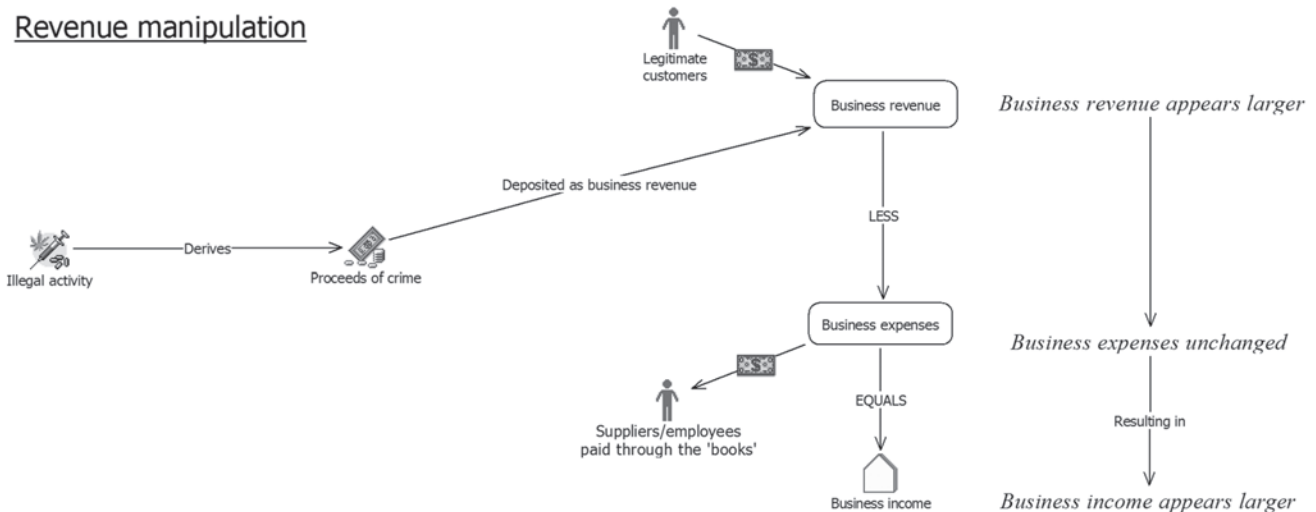 Revenue manipulation
Legitimate
customers
Business revenue
Business revenue appears larger
Deposited as business revenue
LESS
Derives
Illegal activity
Proceeds of crime
Business expenses
Business expenses unchanged
EQUALS
Suppliers/employees
paid through the 'books'
Resulting in
Business income
Business income appears larger